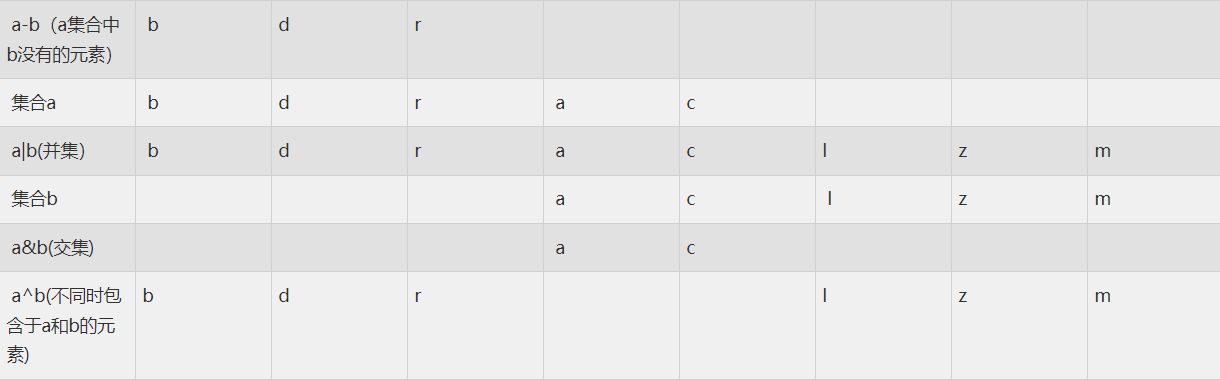 a-b（a集合中b没有的元素） b d r
集合a b d r a c
a|b(并集） b d r a c l z m
集合b a c l z m
a&b(交集) a c
a^b(不同时包含于a和b的元素) b d r l z m